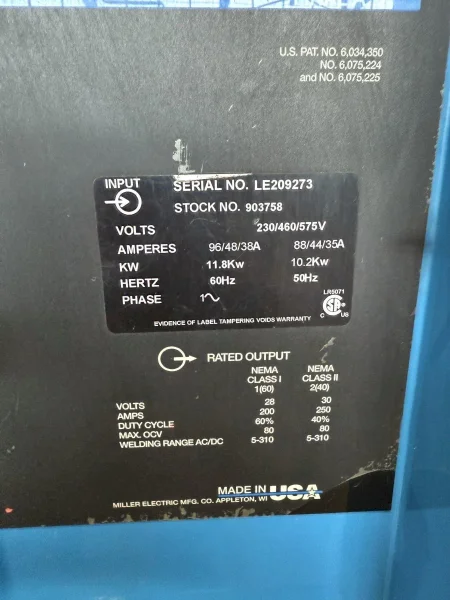 U.S. PAT. NO. 6,034,350
NO. 6,075,224
and NO. 6,075,225
INPUT SERIAL NO. LE209273
STOCK NO. 903758
VOLTS 230/460/575V
AMPERES 96/48/38A 88/44/35A
KW 11.8Kw 10.2Kw
HERTZ 60Hz 50Hz
PHASE 1
LR5071
C US
EVIDENCE OF LABEL TAMPERING VOIDS WARRANTY
RATED OUTPUT
NEMA NEMA
CLASS I CLASS II
1(60) 2(40)
VOLTS 28 30
AMPS 200 250
DUTY CYCLE 60% 40%
MAX. OCV 80 80
WELDING RANGE AC/DC 5-310 5-310
MADE IN USA
MILLER ELECTRIC MFG. CO. APPLETON, WI